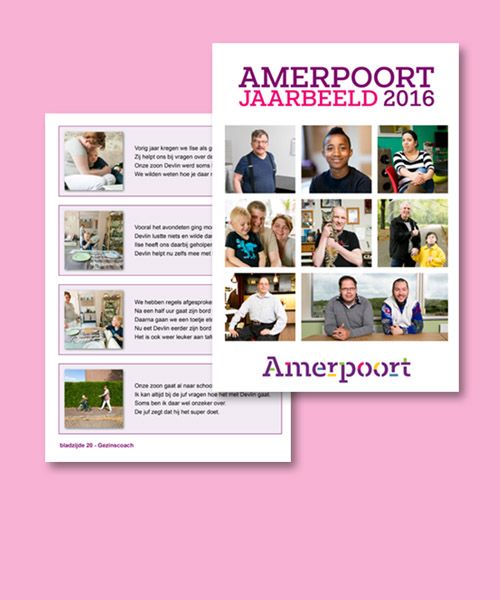 AMERPOORT
JAARBEELD 2016
Amerpoort
Vorig jaar kregen we Ilse als
Zij helpt ons bij vragen over de
Onze zoon Devlin werd soms
We wilden weten hoe je daar
Vooral het avondeten ging
Devlin lustte niets en wilde
Ilse heeft ons daarbij geholpen
Devlin helpt nu zelfs mee met
We hebben regels afgesproken
Na een half uur gaat zijn bord
Daarna gaan we een toetje
Nu eet Devlin eerder zijn bord
Het is ook weer leuker aan
Onze zoon gaat al naar
Ik kan altijd bij de juf vragen hoe het met Devlin gaat.
Soms ben ik daar wel onzeker over.
De juf zegt dat hij het super doet.
bladzijde 20 - Gezinscoach